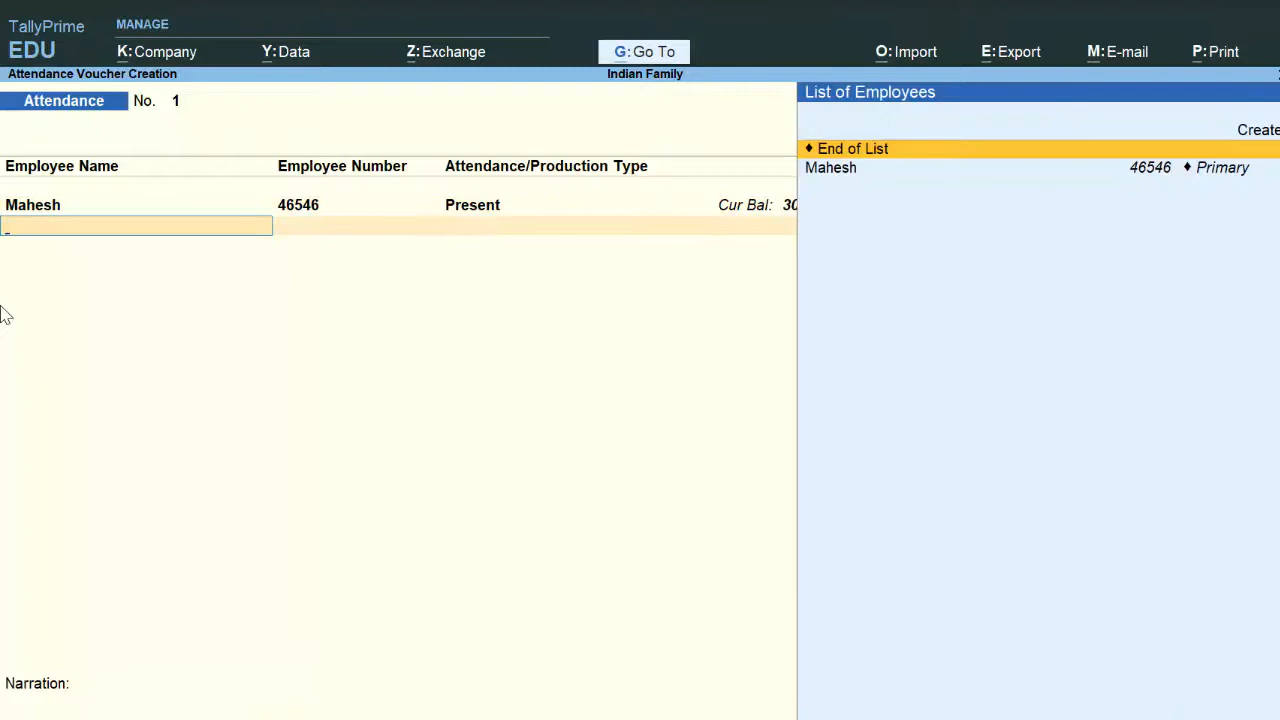 TallyPrime
EDU
MANAGE
K:Company
Y:Data
Z:Exchange
G:Go To
O:Import
E:Export
M:E-mail
P:Print
Attendance Voucher Creation
Indian Family
Attendance No. 1
List of Employees
Create
Employee Name Employee Number Attendance/Production Type
♦ End of List
Mahesh 46546 ♦ Primary
Mahesh 46546 Present Cur Bal: 30
Narration: